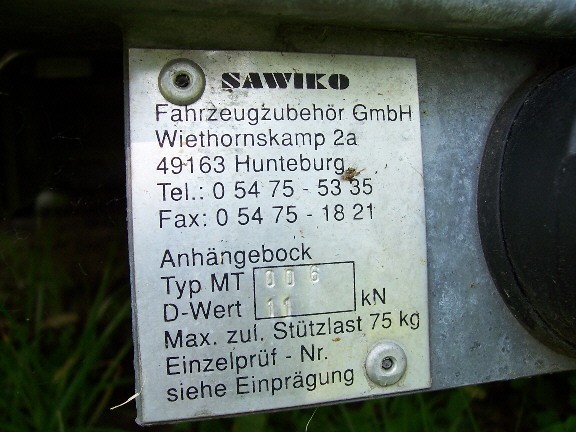 SAWIKO
Fahrzeugzubehör GmbH
Wiethornskamp 2a
49163 Hunteburg
Tel.: 0 54 75 - 53 35
Fax: 0 54 75 - 18 21
Anhängebock
Typ MT 006
D-Wert 11 kN
Max. zul. Stützlast 75 kg
Einzelprüf - Nr.
siehe Einprägung